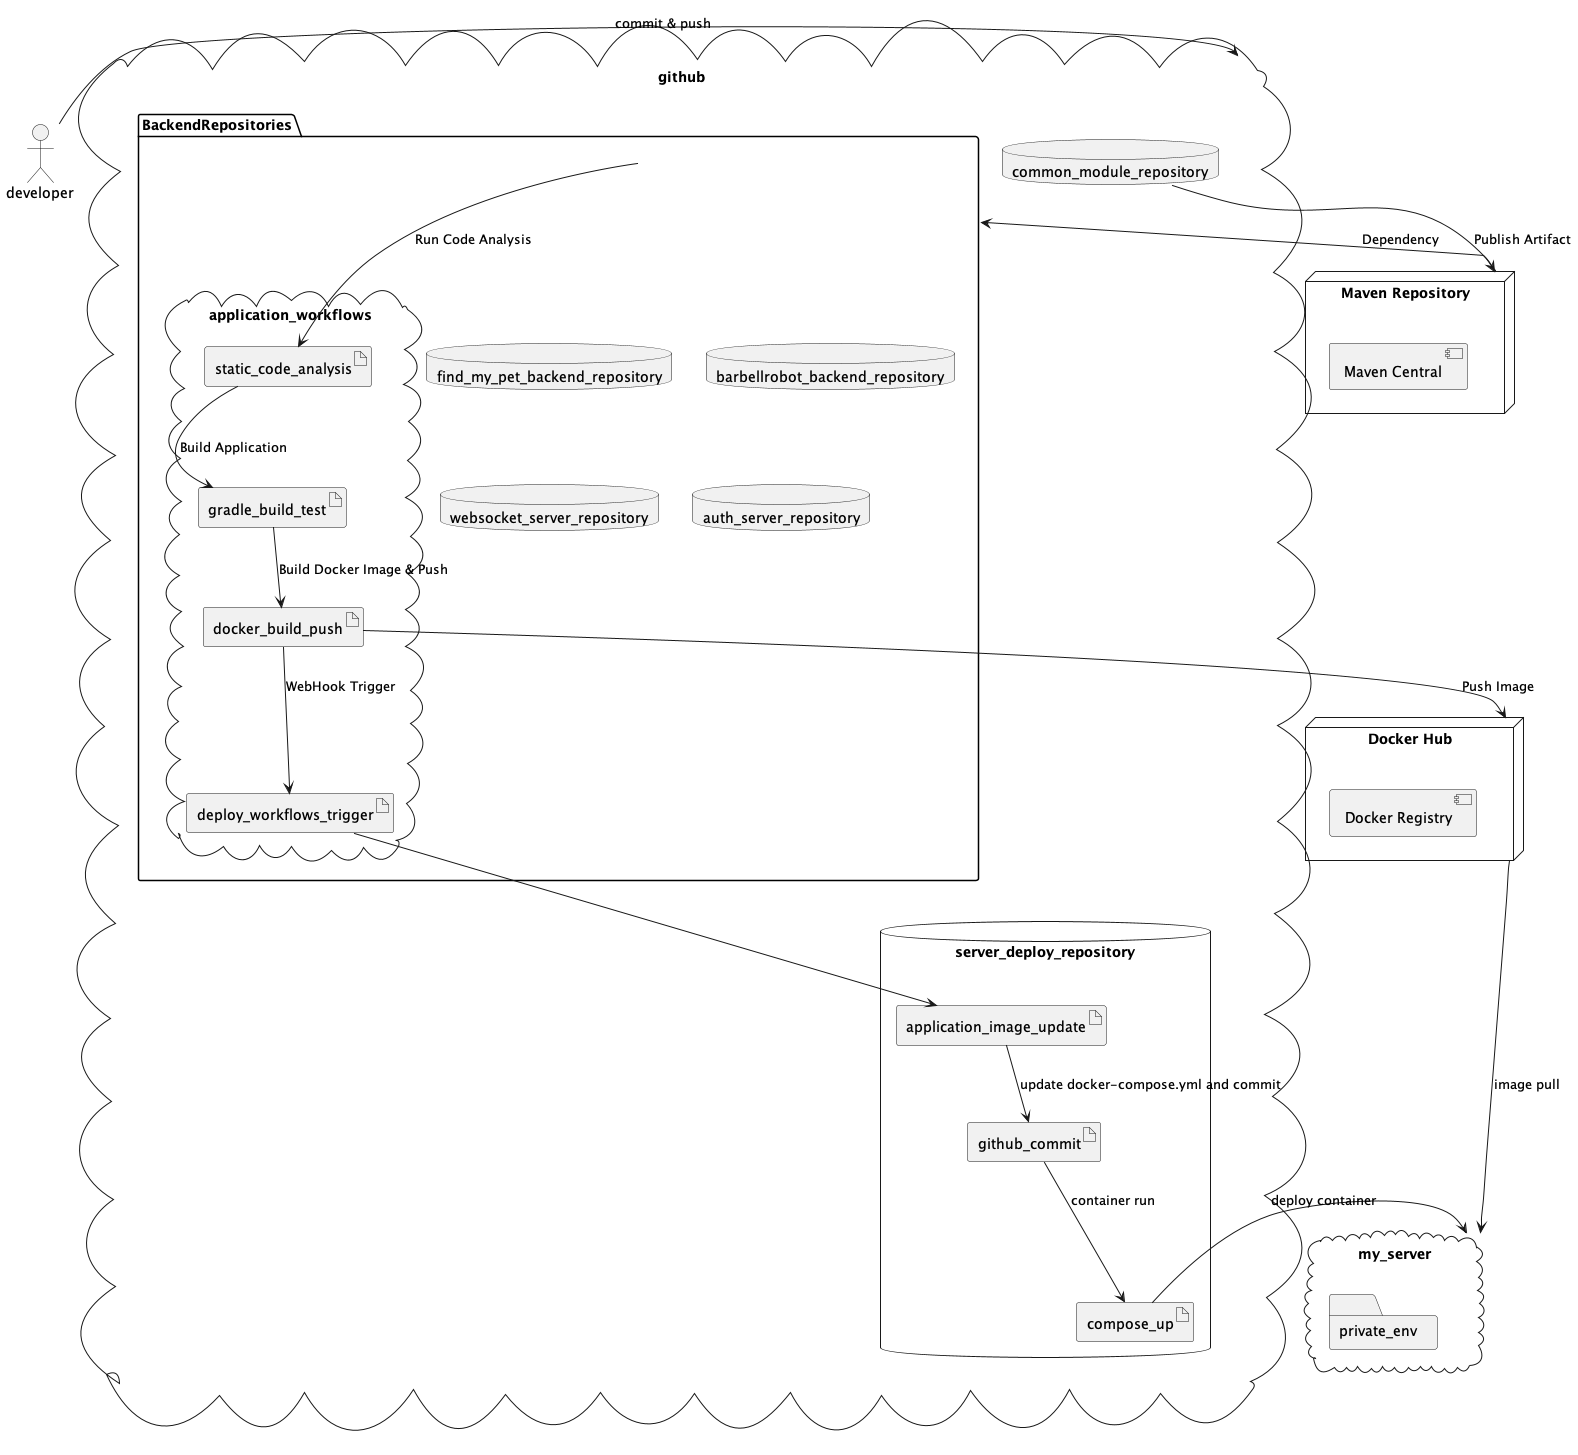 commit & push
github
BackendRepositories
developer
common_module_repository
Run Code Analysis
Dependency
Publish Artifact
Maven Repository
application_workflows
static_code_analysis
find_my_pet_backend_repository
barbellrobot_backend_repository
Maven Central
Build Application
gradle_build_test
websocket_server_repository
auth_server_repository
Build Docker Image & Push
docker_build_push
WebHook Trigger
Push Image
Docker Hub
deploy_workflows_trigger
Docker Registry
server_deploy_repository
application_image_update
update docker-compose.yml and commit
image pull
github_commit
container run
deploy container
my_server
compose_up
private_env